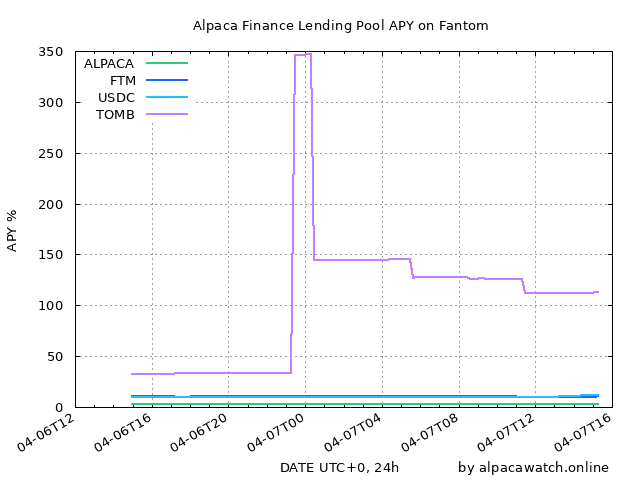 Alpaca Finance Lending Pool APY on Fantom
350
300
250
200
150
100
50
0
APY %
ALPACA
FTM
USDC
TOMB
04-06T12
04-06T16
04-06T20
04-07T00
04-07T04
04-07T08
04-07T12
04-07T16
DATE UTC+0, 24h
by alpacawatch.online